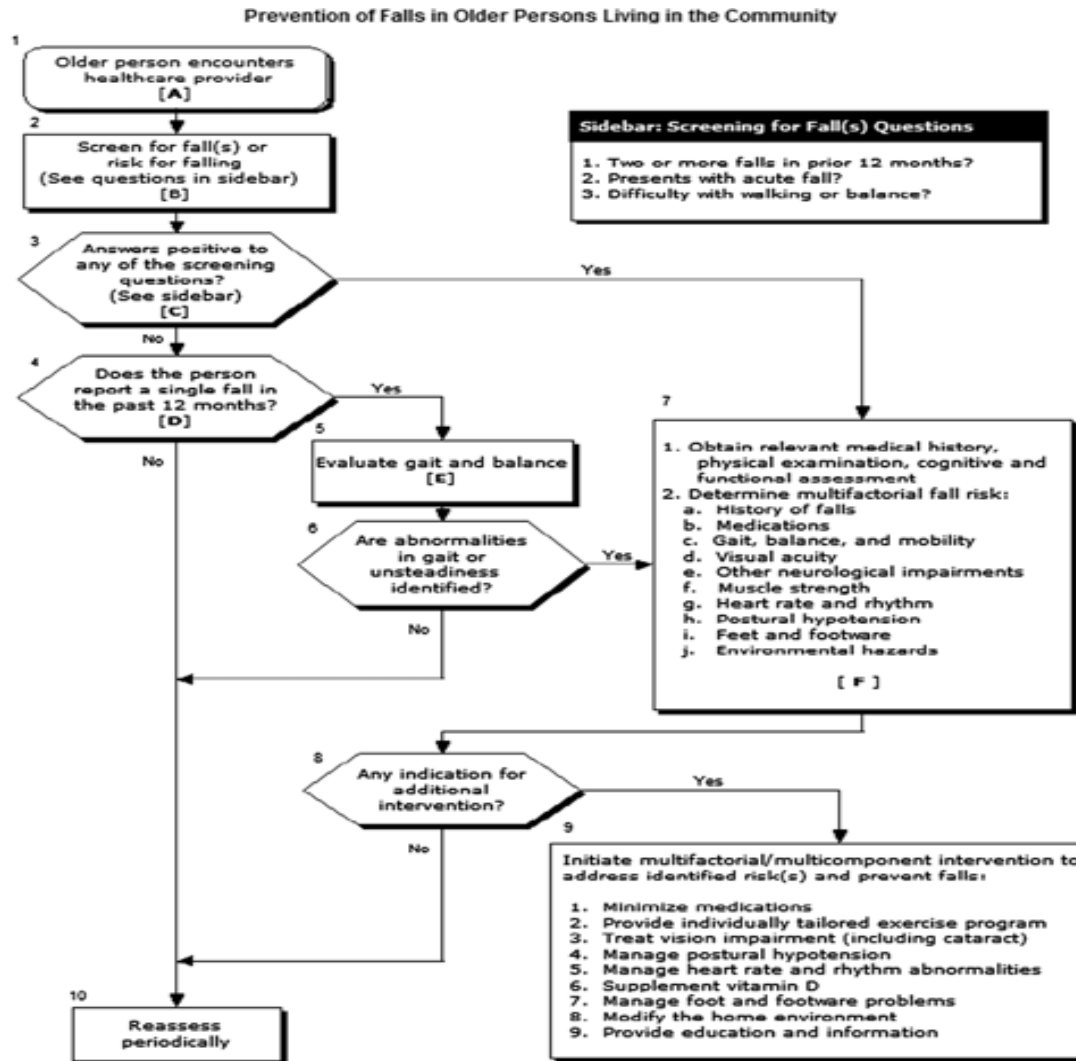 Prevention of Falls in Older Persons Living in the Community
1
Older person encounters
healthcare provider
[A]
2
Screen for fall(s) or
risk for falling
(See questions in sidebar)
[B]
Sidebar: Screening for Fall(s) Questions
1. Two or more falls in prior 12 months?
2. Presents with acute fall?
3. Difficulty with walking or balance?
3
Answers positive to
any of the screening
questions?
(See sidebar)
[C]
Yes
No
4
Does the person
report a single fall in
the past 12 months?
[D]
Yes
No
5
Evaluate gait and balance
[E]
6
Are abnormalities
in gait or
unsteadiness
identified?
Yes
No
7
1. Obtain relevant medical history,
physical examination, cognitive and
functional assessment
2. Determine multifactorial fall risk:
a. History of falls
b. Medications
c. Gait, balance, and mobility
d. Visual acuity
e. Other neurological impairments
f. Muscle strength
g. Heart rate and rhythm
h. Postural hypotension
i. Feet and footware
j. Environmental hazards
[ F ]
8
Any indication for
additional
intervention?
Yes
No
9
Initiate multifactorial/multicomponent intervention to
address identified risk(s) and prevent falls:
1. Minimize medications
2. Provide individually tailored exercise program
3. Treat vision impairment (including cataract)
4. Manage postural hypotension
5. Manage heart rate and rhythm abnormalities
6. Supplement vitamin D
7. Manage foot and footware problems
8. Modify the home environment
9. Provide education and information
10
Reassess
periodically